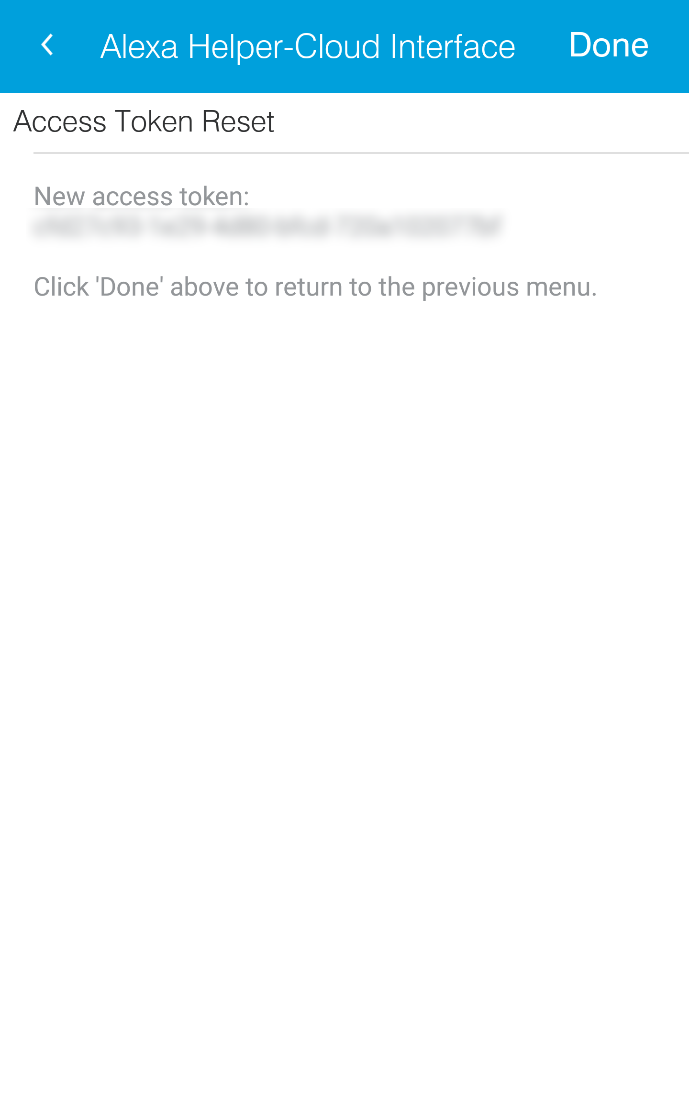 Alexa Helper-Cloud Interface
Done
Access Token Reset
New access token:
Click 'Done' above to return to the previous menu.